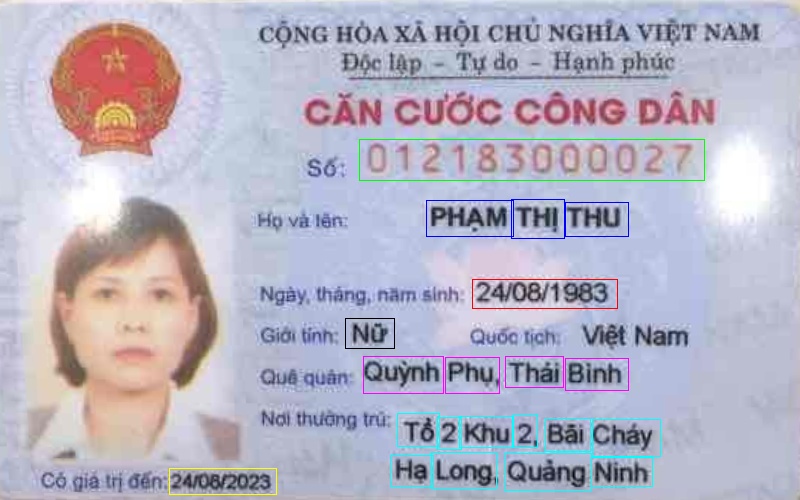 CỘNG HÒA XÃ HỘI CHỦ NGHĨA VIỆT NAM
Độc lập - Tự do - Hạnh phúc
CĂN CƯỚC CÔNG DÂN
Số: 012183000027
Họ và tên: PHẠM THỊ THU
Ngày, tháng, năm sinh: 24/08/1983
Giới tính: Nữ Quốc tịch: Việt Nam
Quê quán: Quỳnh Phụ, Thái Bình
Nơi thường trú: Tổ 2 Khu 2, Bãi Cháy
Hạ Long, Quảng Ninh
Có giá trị đến: 24/08/2023